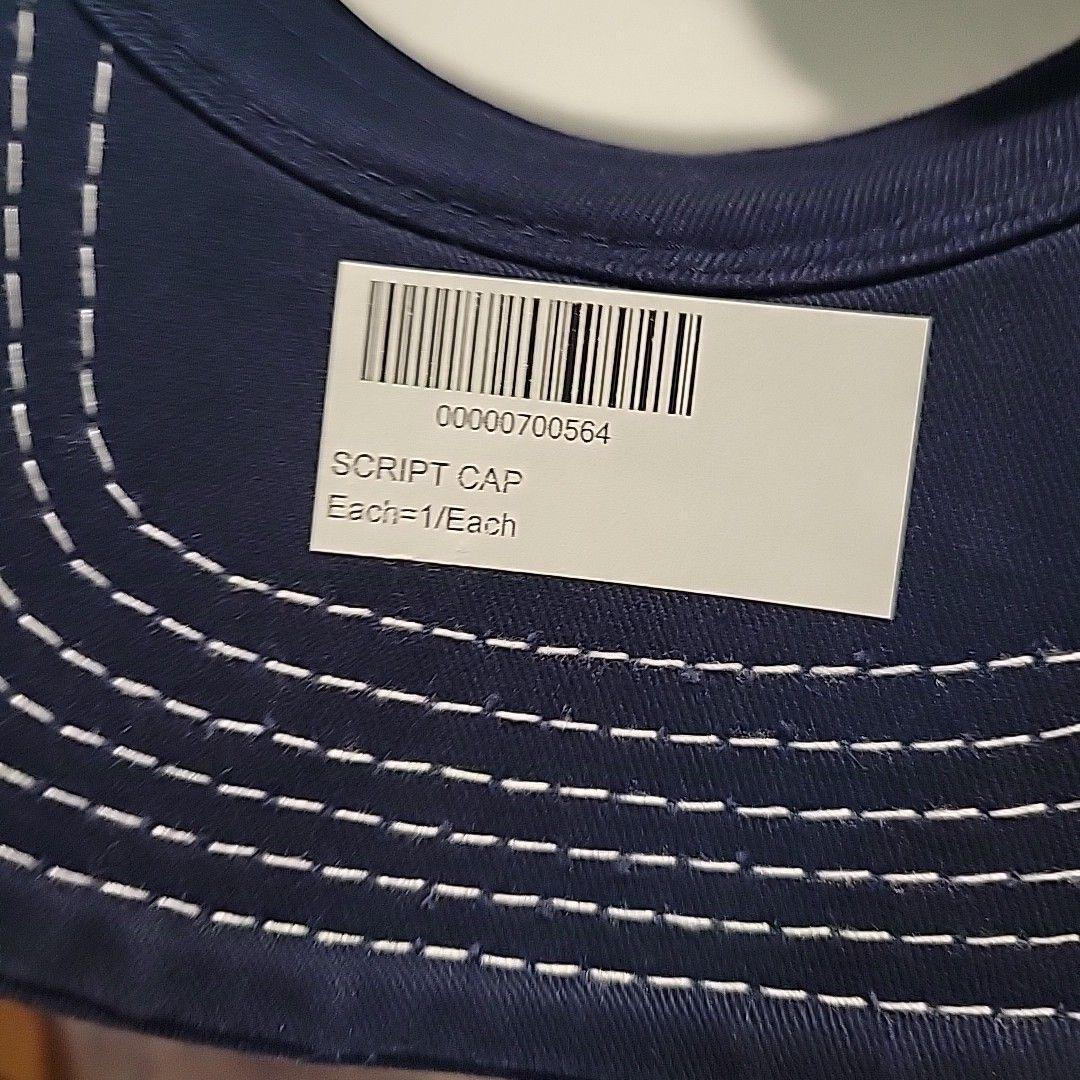 00000700564
SCRIPT CAP
Each=1/Each